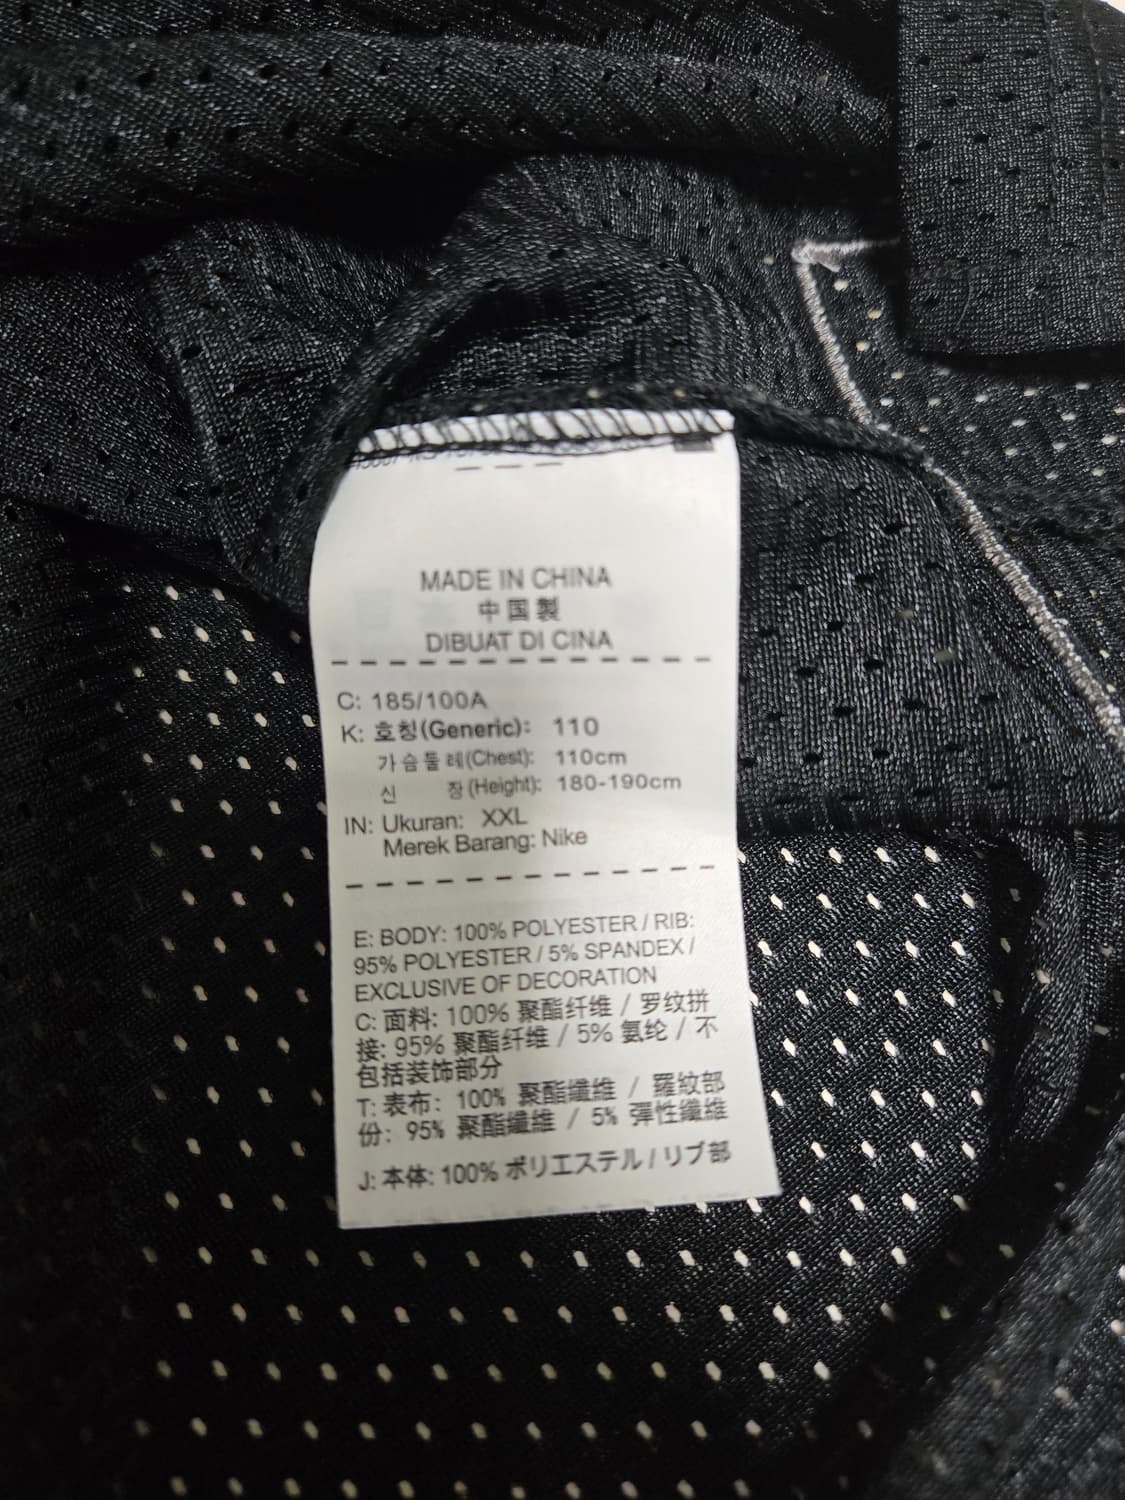 MADE IN CHINA
中国製
DIBUAT DI CINA
C: 185/100A
K: 호칭(Generic): 110
가슴둘레(Chest): 110cm
신 장(Height): 180-190cm
IN: Ukuran: XXL
Merek Barang: Nike
E: BODY: 100% POLYESTER / RIB:
95% POLYESTER / 5% SPANDEX /
EXCLUSIVE OF DECORATION
C: 面料: 100% 聚酯纤维 / 罗纹拼
接: 95% 聚酯纤维 / 5% 氨纶 / 不
包括装饰部分
T: 表布: 100% 聚酯纖維 / 羅紋部
份: 95% 聚酯纖維 / 5% 彈性纖維
J: 本体: 100% ポリエステル / リブ部